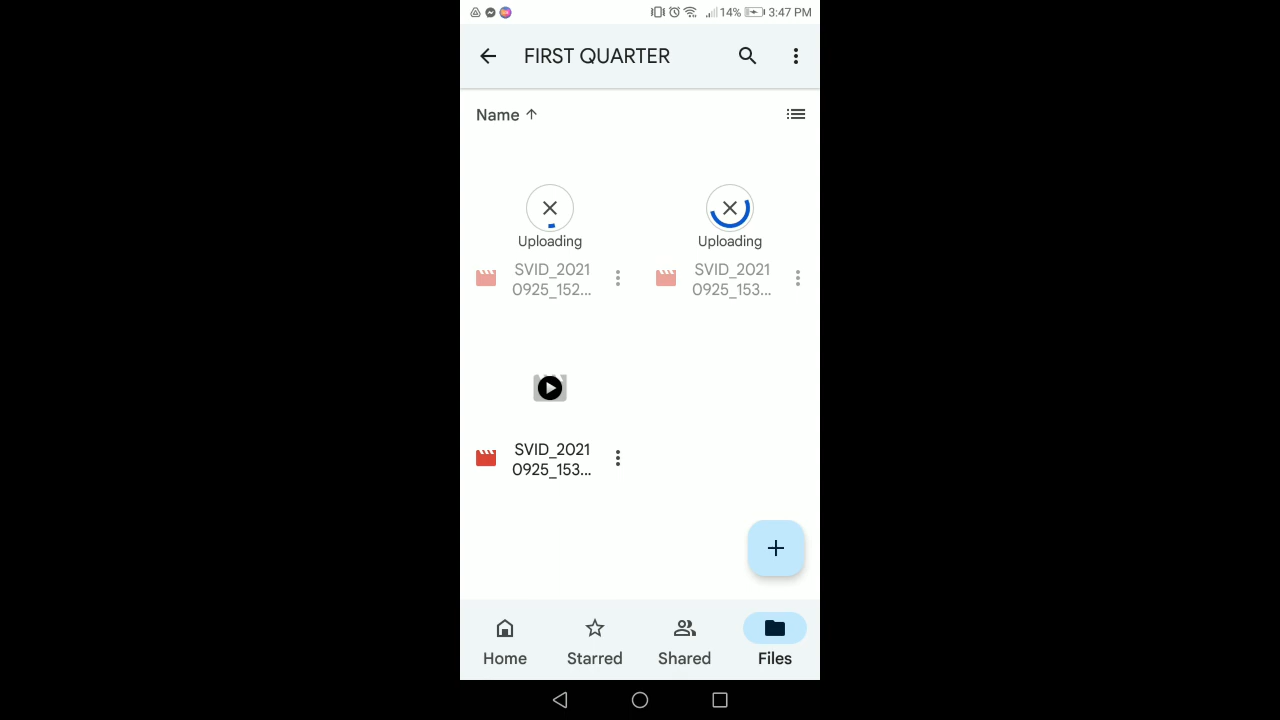 14% 3:47 PM
FIRST QUARTER
Name
Uploading Uploading
SVID_2021 SVID_2021
0925_152... 0925_153...
SVID_2021
0925_153...
Home Starred Shared Files